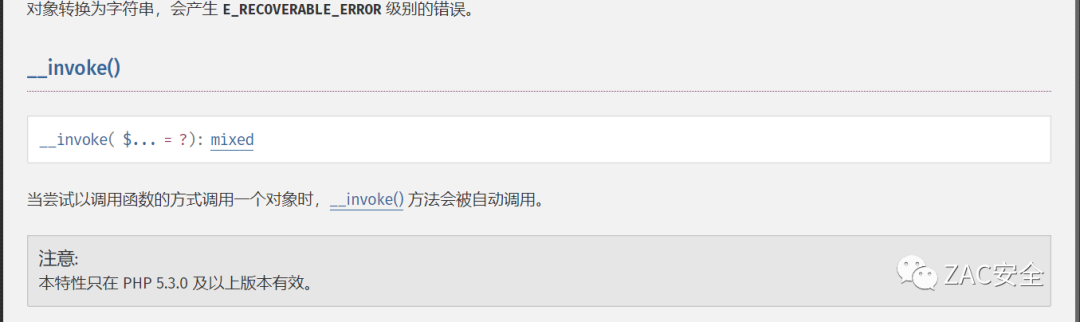 对象转换为字符串，会产生 E_RECOVERABLE_ERROR 级别的错误。
__invoke()
__invoke( $... = ?): mixed
当尝试以调用函数的方式调用一个对象时，__invoke() 方法会被自动调用。
注意:
本特性只在 PHP 5.3.0 及以上版本有效。
ZAC安全